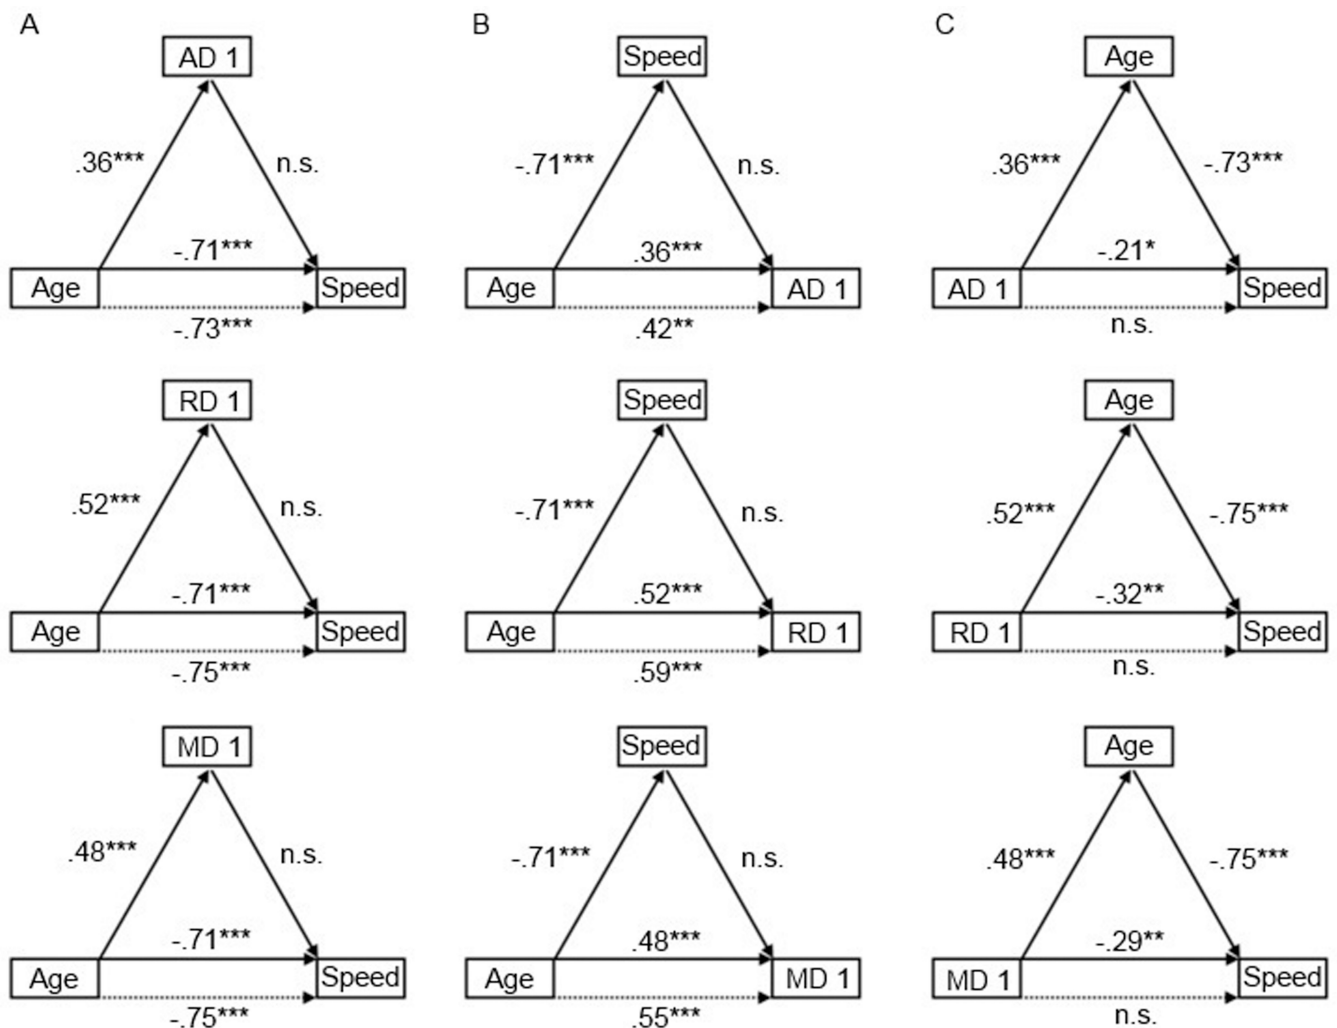 A B C
AD 1 Speed Age
.36*** n.s. -.71*** n.s. .36*** -.73***
-.71*** .36*** -.21*
Age Speed Age AD 1 AD 1 Speed
-.73*** .42** n.s.
RD 1 Speed Age
.52*** n.s. -.71*** n.s. .52*** -.75***
-.71*** .52*** -.32**
Age Speed Age RD 1 RD 1 Speed
-.75*** .59*** n.s.
MD 1 Speed Age
.48*** n.s. -.71*** n.s. .48*** -.75***
-.71*** .48*** -.29**
Age Speed Age MD 1 MD 1 Speed
-.75*** .55*** n.s.